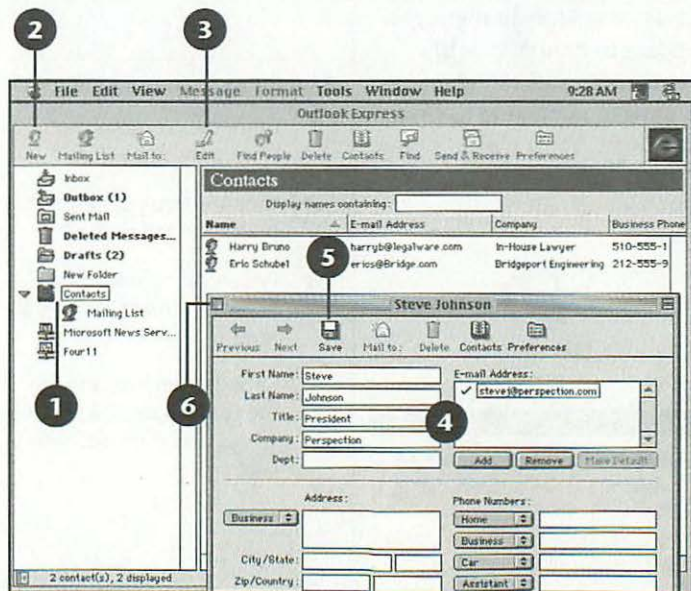 2
3
File Edit View Message Format Tools Window Help 9:28 AM
Outlook Express
New Mailing List Mail to: Edit Find People Delete Contacts Find Send & Receive Preferences
Inbox
Outbox (1)
Sent Mail
Deleted Messages...
Drafts (2)
New Folder
Contacts
Mailing List
Microsoft News Serv...
Four11
Contacts
Display names containing:
Name E-mail Address Company Business Phone
Harry Bruno harryb@legalware.com In-House Lawyer 510-555-1
Eric Schubel erics@Bridge.com Bridgeport Engineering 212-555-9
5
Steve Johnson
Previous Next Save Mail to: Delete Contacts Preferences
1
6
First Name: Steve
Last Name: Johnson
Title: President
Company: Perspection
Dept:
E-mail Address:
✓ stevej@perspection.com
4
Add Remove Make Default
Address:
Business
City/State:
Zip/Country:
Phone Numbers:
Home
Business
Car
Assistant
2 contact(s), 2 displayed